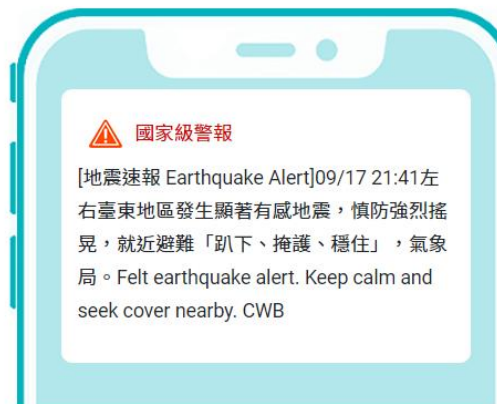 國家級警報
[地震速報 Earthquake Alert]09/17 21:41左
右臺東地區發生顯著有感地震，慎防強烈搖
晃，就近避難「趴下、掩護、穩住」，氣象
局。Felt earthquake alert. Keep calm and
seek cover nearby. CWB